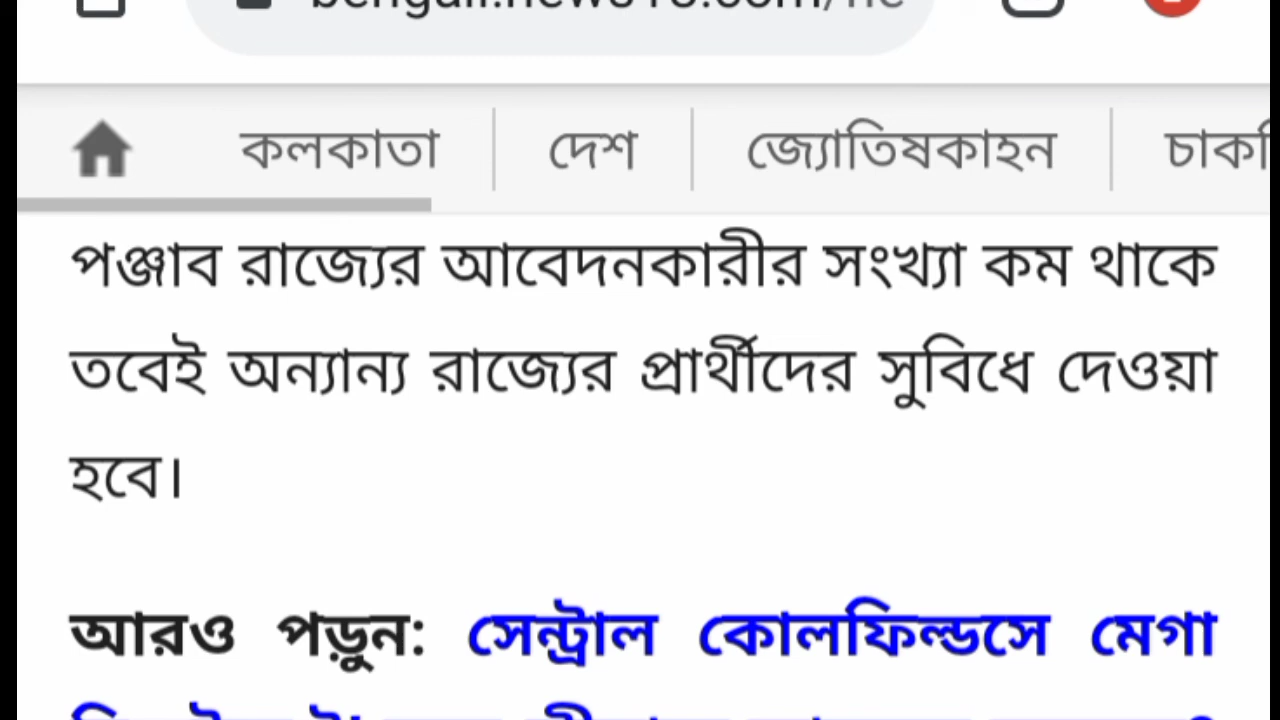 কলকাতা দেশ জ্যোতিষকাহন
পঞ্জাব রাজ্যের আবেদনকারীর সংখ্যা কম থাকে
তবেই অন্যান্য রাজ্যের প্রার্থীদের সুবিধে দেওয়া
হবে।
আরও পড়ুন: সেন্ট্রাল কোলফিল্ডসে মেগা